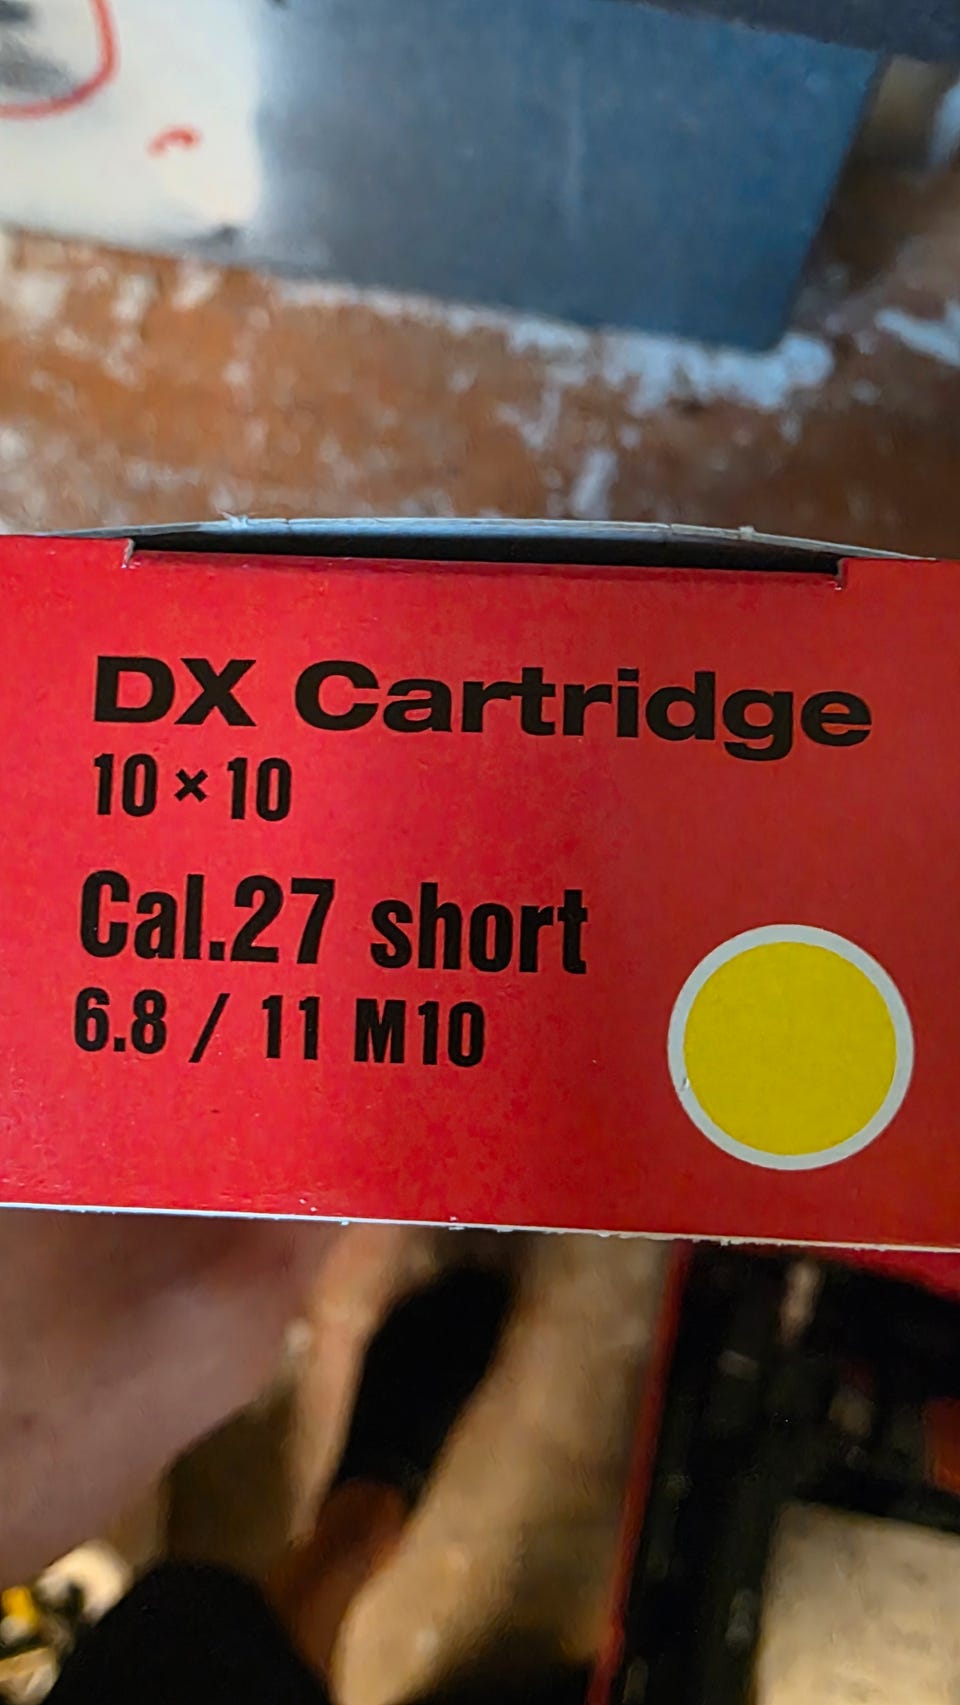 DX Cartridge
10×10
Cal.27 short
6.8 / 11 M10